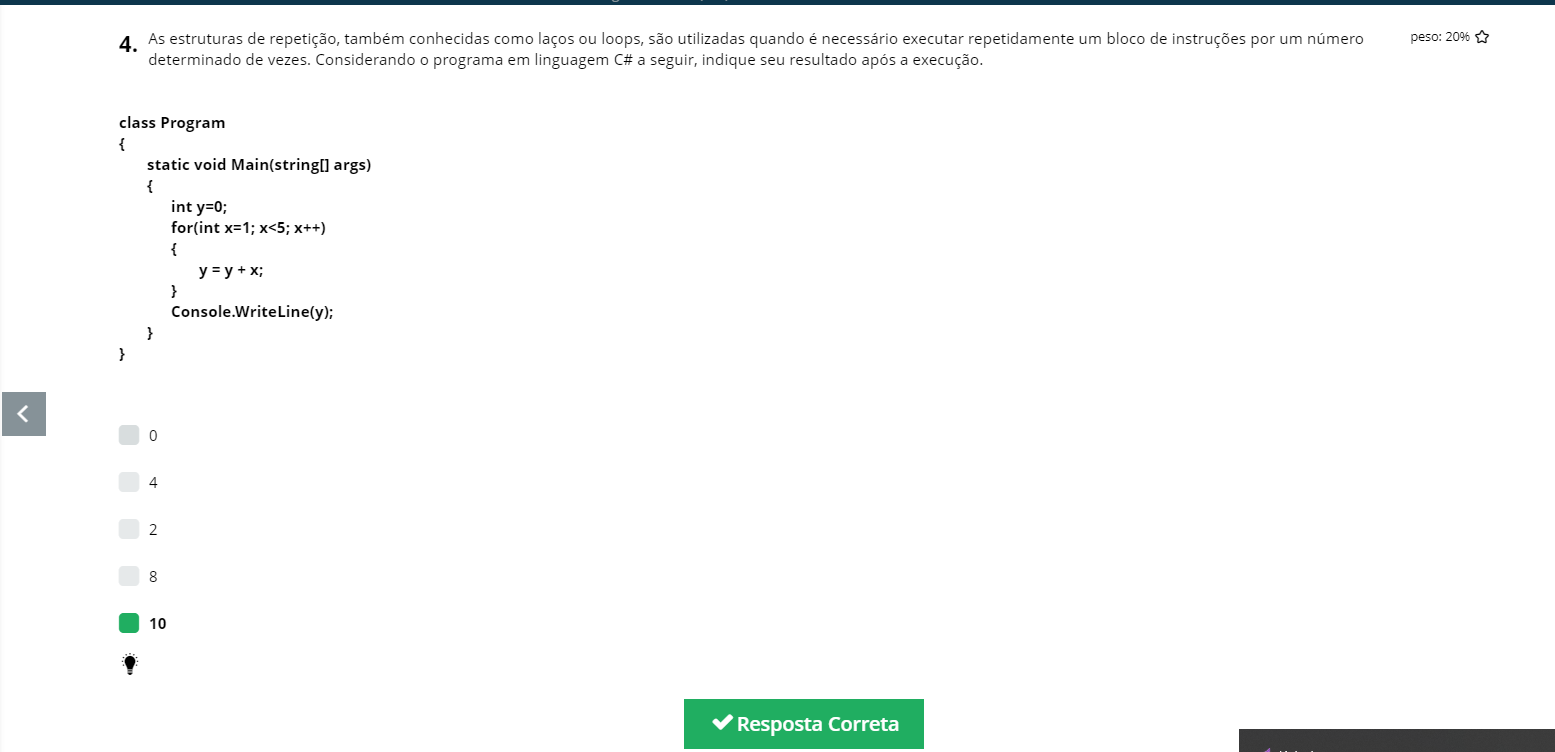 4. As estruturas de repetição, também conhecidas como laços ou loops, são utilizadas quando é necessário executar repetidamente um bloco de instruções por um número
determinado de vezes. Considerando o programa em linguagem C# a seguir, indique seu resultado após a execução.
peso: 20%
class Program
{
static void Main(string[] args)
{
int y=0;
for(int x=1; x<5; x++)
{
y = y + x;
}
Console.WriteLine(y);
}
}
0
4
2
8
10
Resposta Correta